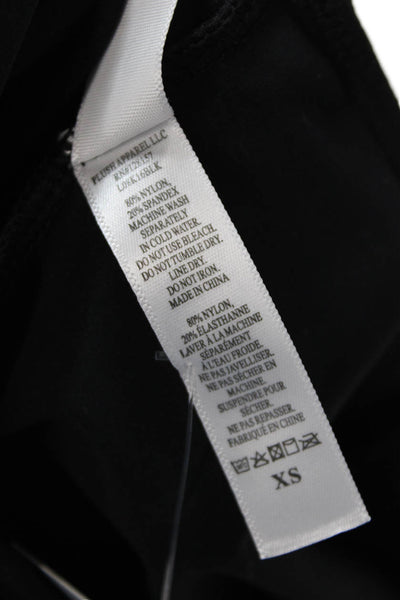 PLUSH APPAREL LLC
RN#128157
L08K16BLK
80% NYLON,
20% SPANDEX
MACHINE WASH
SEPARATELY
IN COLD WATER.
DO NOT USE BLEACH.
DO NOT TUMBLE DRY.
LINE DRY.
DO NOT IRON.
MADE IN CHINA
80% NYLON,
20% ÉLASTHANNE
LAVER À LA MACHINE
SÉPARÉMENT
À L'EAU FROIDE.
NE PAS JAVELLISER.
NE PAS SÉCHER EN
MACHINE.
SUSPENDRE POUR
SÉCHER.
NE PAS REPASSER.
FABRIQUÉ EN CHINE
XS